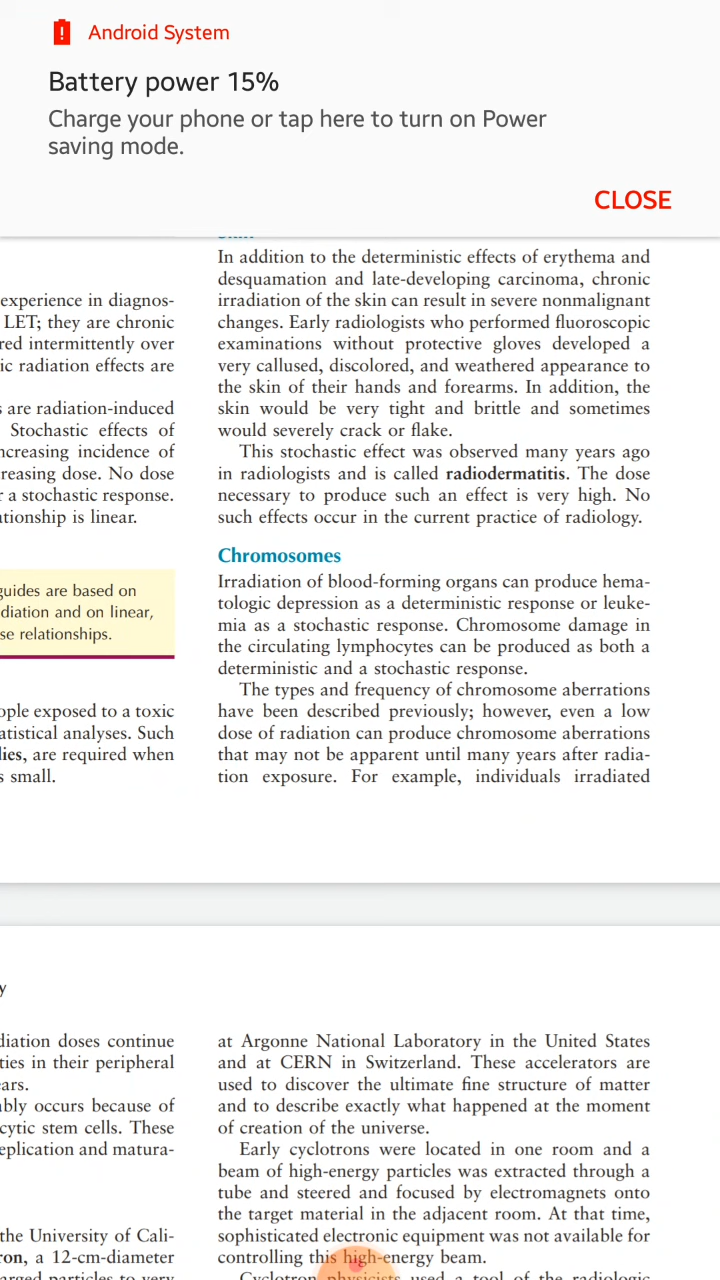 Android System
Battery power 15%
Charge your phone or tap here to turn on Power
saving mode.
CLOSE
experience in diagnos-
LET; they are chronic
red intermittently over
ic radiation effects are
s are radiation-induced
Stochastic effects of
ncreasing incidence of
reasing dose. No dose
r a stochastic response.
tionship is linear.
guides are based on
diation and on linear,
se relationships.
ople exposed to a toxic
atistical analyses. Such
lies, are required when
s small.
In addition to the deterministic effects of erythema and
desquamation and late-developing carcinoma, chronic
irradiation of the skin can result in severe nonmalignant
changes. Early radiologists who performed fluoroscopic
examinations without protective gloves developed a
very callused, discolored, and weathered appearance to
the skin of their hands and forearms. In addition, the
skin would be very tight and brittle and sometimes
would severely crack or flake.
This stochastic effect was observed many years ago
in radiologists and is called radiodermatitis. The dose
necessary to produce such an effect is very high. No
such effects occur in the current practice of radiology.
Chromosomes
Irradiation of blood-forming organs can produce hema-
tologic depression as a deterministic response or leuke-
mia as a stochastic response. Chromosome damage in
the circulating lymphocytes can be produced as both a
deterministic and a stochastic response.
The types and frequency of chromosome aberrations
have been described previously; however, even a low
dose of radiation can produce chromosome aberrations
that may not be apparent until many years after radia-
tion exposure. For example, individuals irradiated
y
diation doses continue
ties in their peripheral
ears.
ably occurs because of
cytic stem cells. These
eplication and matura-
the University of Cali-
ron, a 12-cm-diameter
arged particles to very
at Argonne National Laboratory in the United States
and at CERN in Switzerland. These accelerators are
used to discover the ultimate fine structure of matter
and to describe exactly what happened at the moment
of creation of the universe.
Early cyclotrons were located in one room and a
beam of high-energy particles was extracted through a
tube and steered and focused by electromagnets onto
the target material in the adjacent room. At that time,
sophisticated electronic equipment was not available for
controlling this high-energy beam.
Cyclotron physicists used a tool of the radiologic